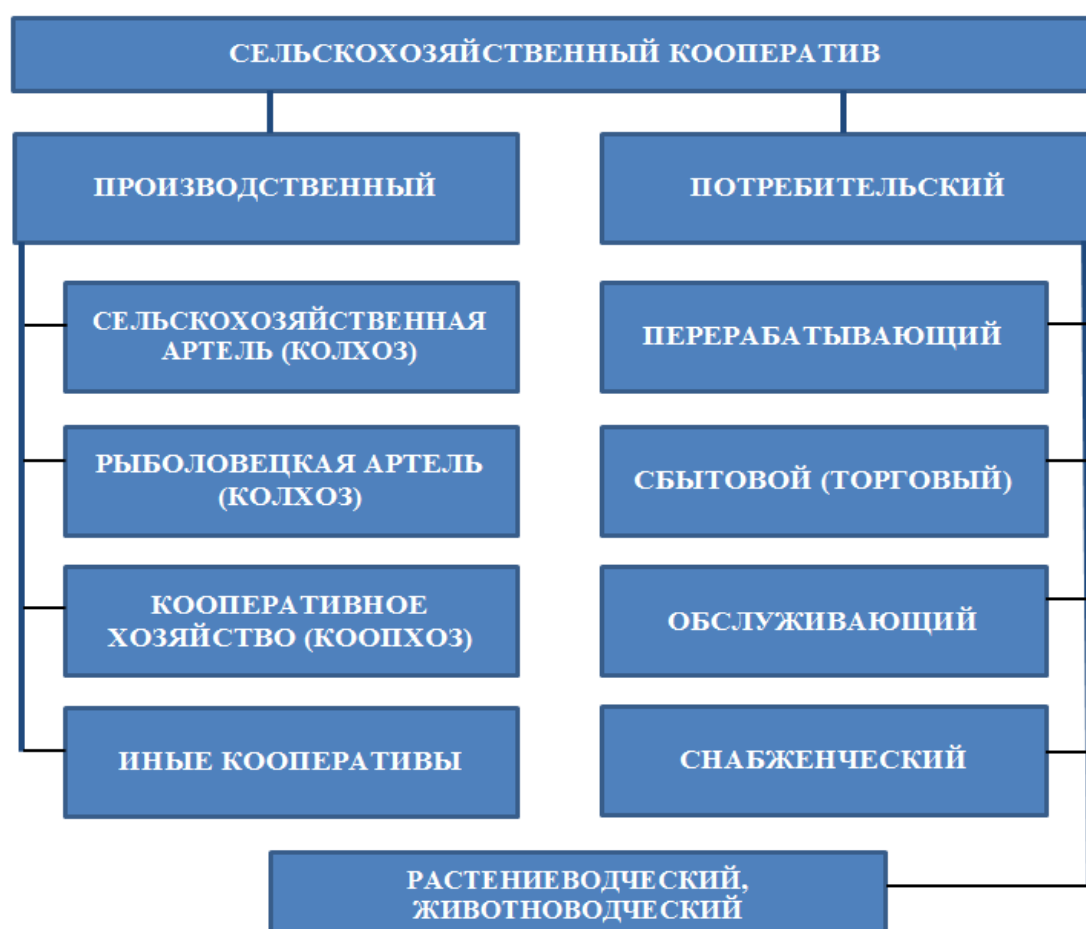 СЕЛЬСКОХОЗЯЙСТВЕННЫЙ КООПЕРАТИВ
ПРОИЗВОДСТВЕННЫЙ
СЕЛЬСКОХОЗЯЙСТВЕННАЯ
АРТЕЛЬ (КОЛХОЗ)
РЫБОЛОВЕЦКАЯ АРТЕЛЬ
(КОЛХОЗ)
КООПЕРАТИВНОЕ
ХОЗЯЙСТВО (КООПХОЗ)
ИНЫЕ КООПЕРАТИВЫ
ПОТРЕБИТЕЛЬСКИЙ
ПЕРЕРАБАТЫВАЮЩИЙ
СБЫТОВОЙ (ТОРГОВЫЙ)
ОБСЛУЖИВАЮЩИЙ
СНАБЖЕНЧЕСКИЙ
РАСТЕНИЕВОДЧЕСКИЙ,
ЖИВОТНОВОДЧЕСКИЙ